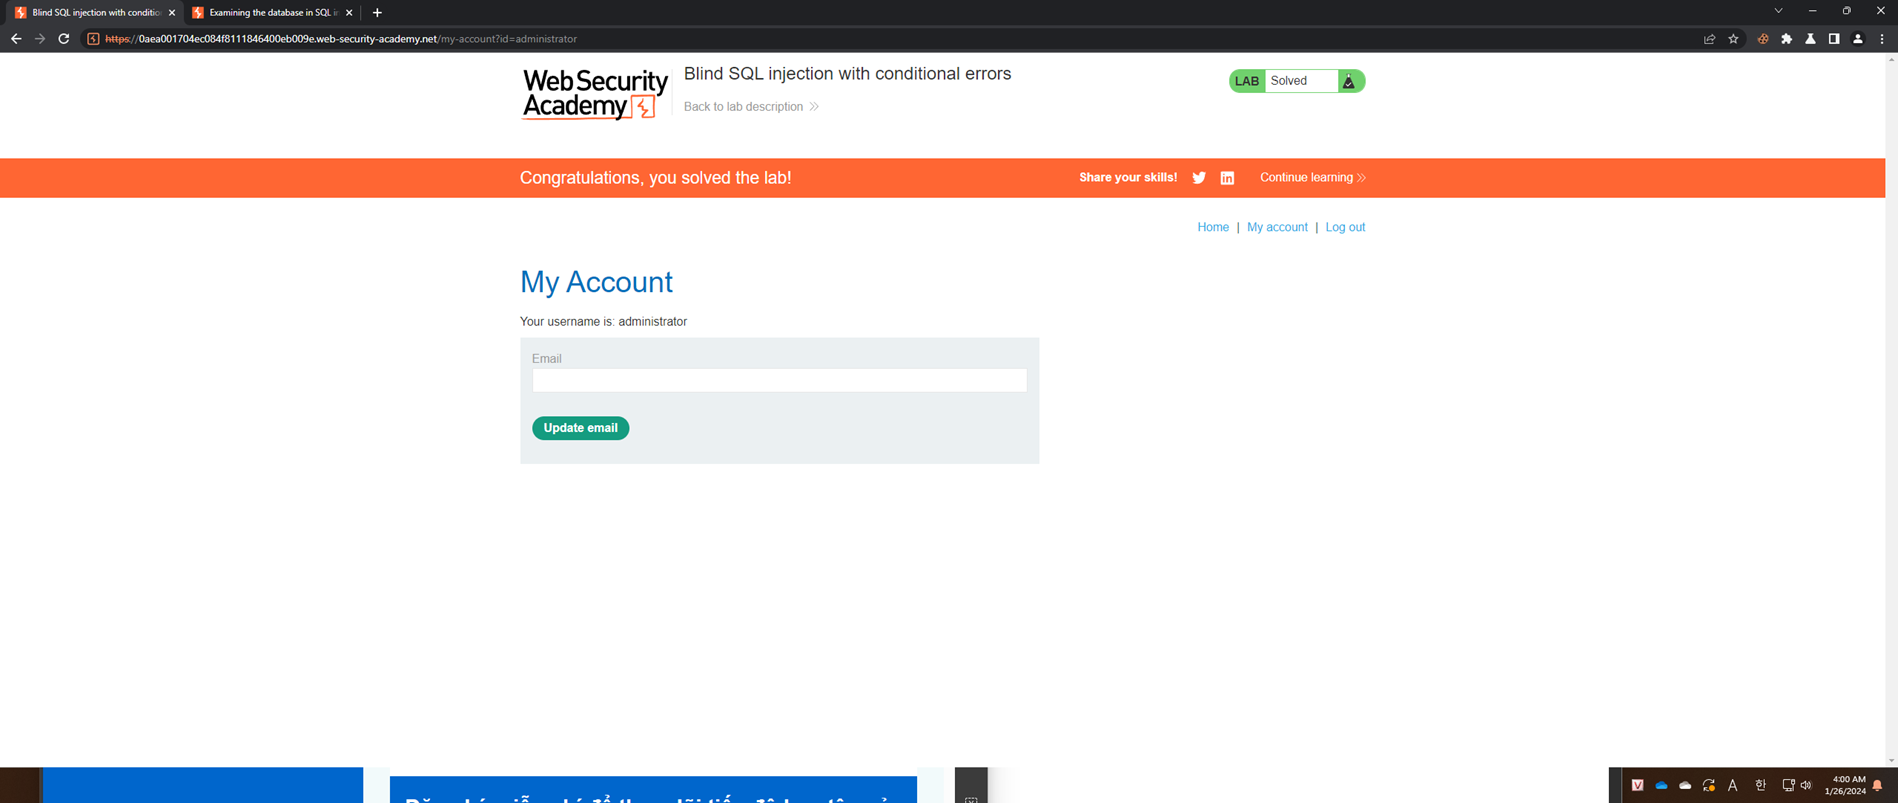 Blind SQL injection with conditio
Examining the database in SQL in
https://0aea001704ec084f8111846400eb009e.web-security-academy.net/my-account?id=administrator
WebSecurity
Academy
Blind SQL injection with conditional errors
Back to lab description
LAB Solved
Congratulations, you solved the lab!
Share your skills!
Continue learning
Home | My account | Log out
My Account
Your username is: administrator
Email
Update email
V
A
한
4:00 AM
1/26/2024